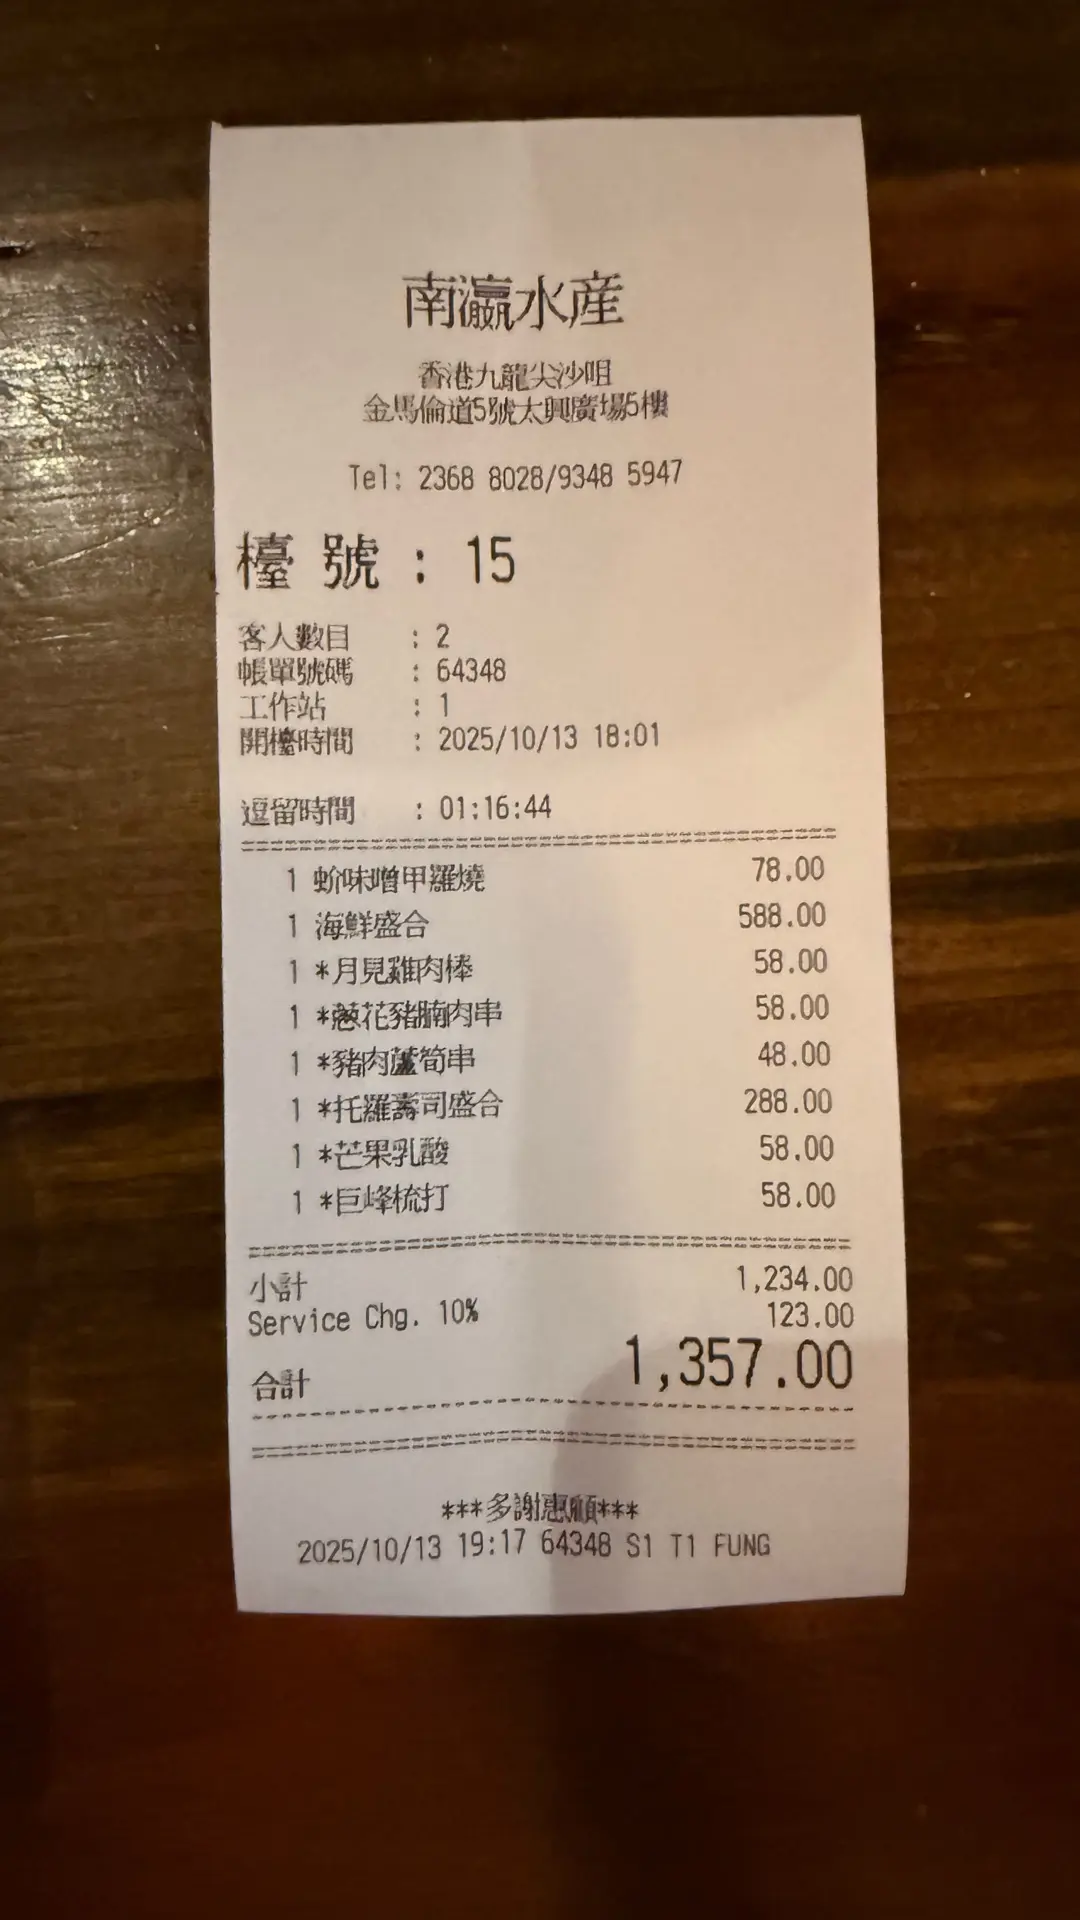 南瀛水産
香港九龍尖沙咀
金馬倫道5號太興廣場5樓
Tel: 2368 8028/9348 5947
檯 號 : 15
客人數目 : 2
帳單號碼 : 64348
工作站 : 1
開檯時間 : 2025/10/13 18:01
逗留時間 : 01:16:44
1 蚧味噌甲羅燒 78.00
1 海鮮盛合 588.00
1 *月見雞肉棒 58.00
1 *葱花豬腩肉串 58.00
1 *豬肉蘆筍串 48.00
1 *托羅壽司盛合 288.00
1 *芒果乳酸 58.00
1 *巨峰梳打 58.00
小計 1,234.00
Service Chg. 10% 123.00
合計 1,357.00
***多謝惠顧***
2025/10/13 19:17 64348 S1 T1 FUNG